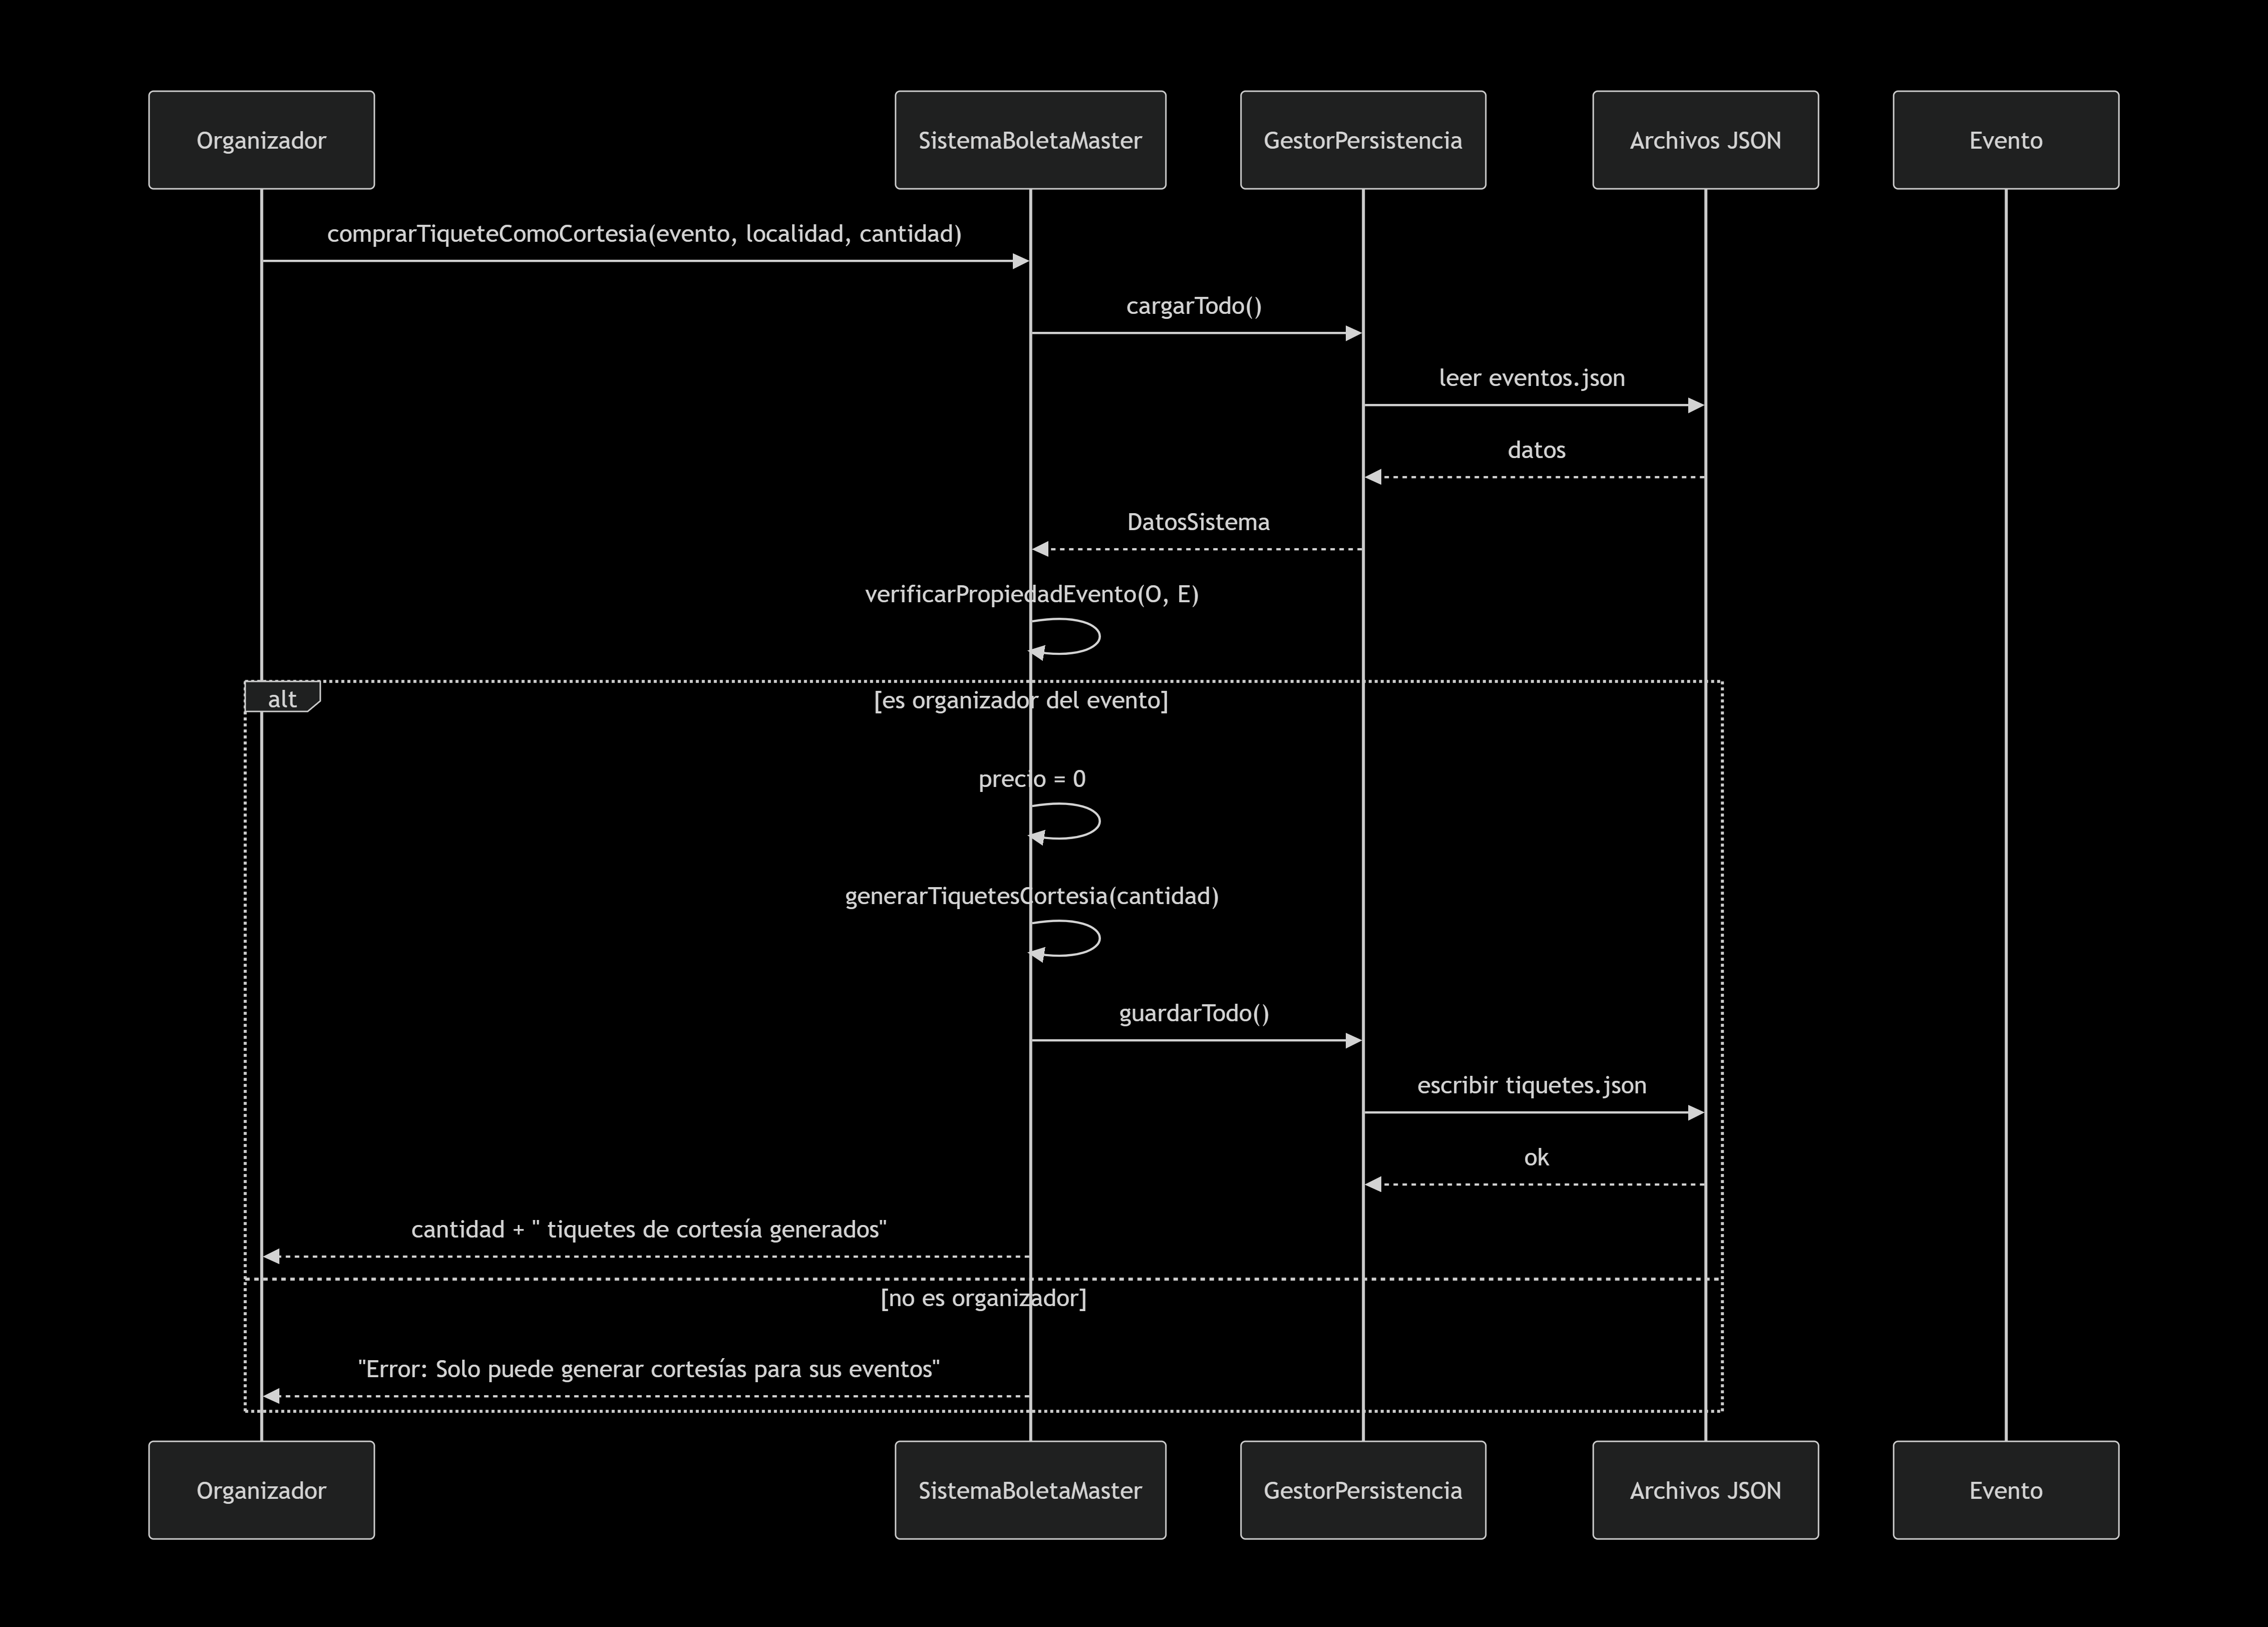 Organizador
SistemaBoletaMaster
GestorPersistencia
Archivos JSON
Evento
comprarTiqueteComoCortesia(evento, localidad, cantidad)
cargarTodo()
leer eventos.json
datos
DatosSistema
verificarPropiedadEvento(O, E)
alt
[es organizador del evento]
precio = 0
generarTiquetesCortesia(cantidad)
guardarTodo()
escribir tiquetes.json
ok
cantidad + " tiquetes de cortesía generados"
[no es organizador]
"Error: Solo puede generar cortesías para sus eventos"
Organizador
SistemaBoletaMaster
GestorPersistencia
Archivos JSON
Evento